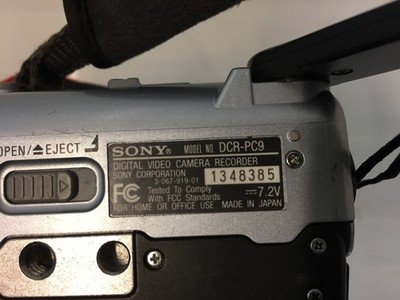 OPEN/⏏EJECT
SONY® MODEL NO. DCR-PC9
DIGITAL VIDEO CAMERA RECORDER
SONY CORPORATION
3-067-919-01
1348385
FC Tested To Comply
With FCC Standards
⎓7.2V
FOR HOME OR OFFICE USE MADE IN JAPAN